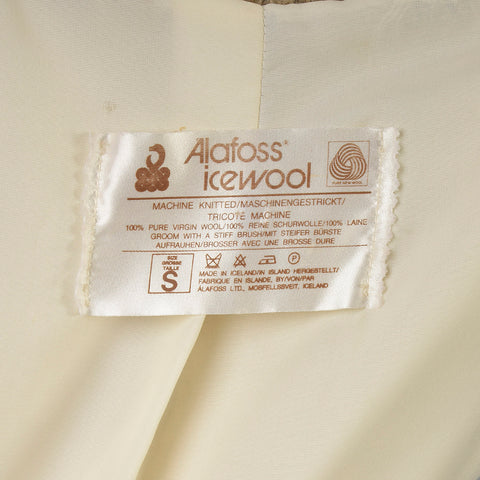 Alafoss®
icewool
PURE NEW WOOL
MACHINE KNITTED/MASCHINENGESTRICKT/
TRICOTÉ MACHINE
100% PURE VIRGIN WOOL/100% REINE SCHURWOLLE/100% LAINE
GROOM WITH A STIFF BRUSH/MIT STEIFER BÜRSTE
AUFRAUHEN/BROSSER AVEC UNE BROSSE DURE
SIZE
GRÖSSE
TAILLE
S
P
MADE IN ICELAND/IN ISLAND HERGESTELLT/
FABRIQUE EN ISLANDE, BY/VON/PAR
ÁLAFOSS LTD., MOSFELLSSVEIT, ICELAND